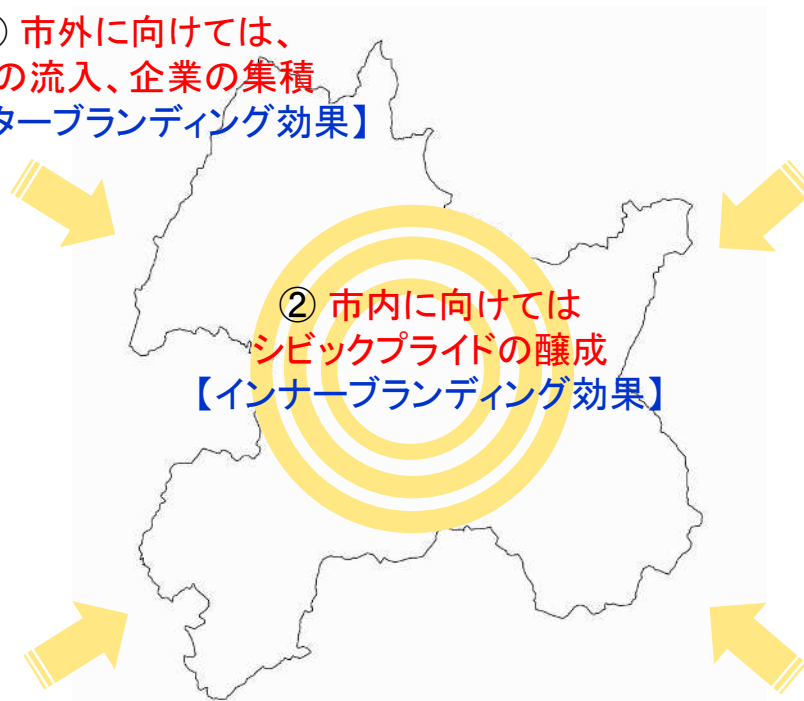 市外に向けては、
の流入、企業の集積
ターブランディング効果】
② 市内に向けては
シビックプライドの醸成
【インナーブランディング効果】